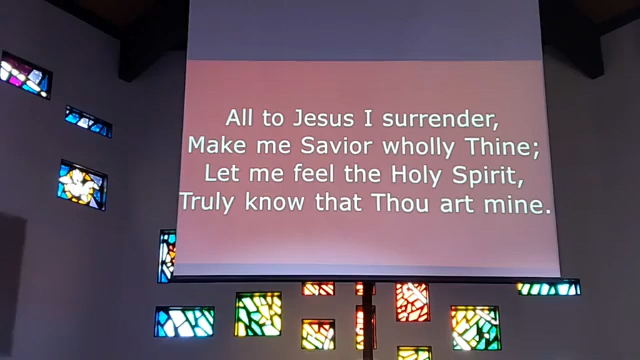 All to Jesus I surrender,
Make me Savior wholly Thine;
Let me feel the Holy Spirit,
Truly know that Thou art mine.